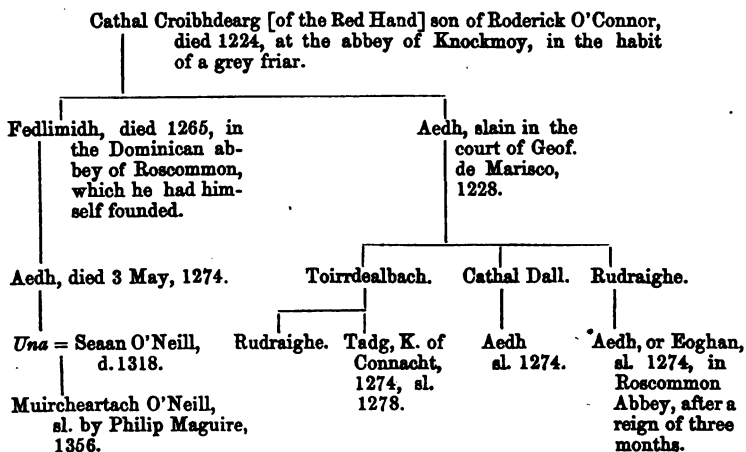 Cathal Croibhdearg [of the Red Hand] son of Roderick O'Connor,
died 1224, at the abbey of Knockmoy, in the habit
of a grey friar.
Fedlimidh, died 1265, in
the Dominican ab-
bey of Roscommon,
which he had him-
self founded.
Aedh, slain in the
court of Geof.
de Marisco,
1228.
Aedh, died 3 May, 1274.
Toirrdealbach.
Cathal Dall.
Rudraighe.
Una = Seaan O'Neill,
d. 1318.
Rudraighe.
Tadg, K. of
Connacht,
1274, sl.
1278.
Aedh
sl. 1274.
Aedh, or Eoghan,
sl. 1274, in
Roscommon
Abbey, after a
reign of three
months.
Muircheartach O'Neill,
sl. by Philip Maguire,
1356.